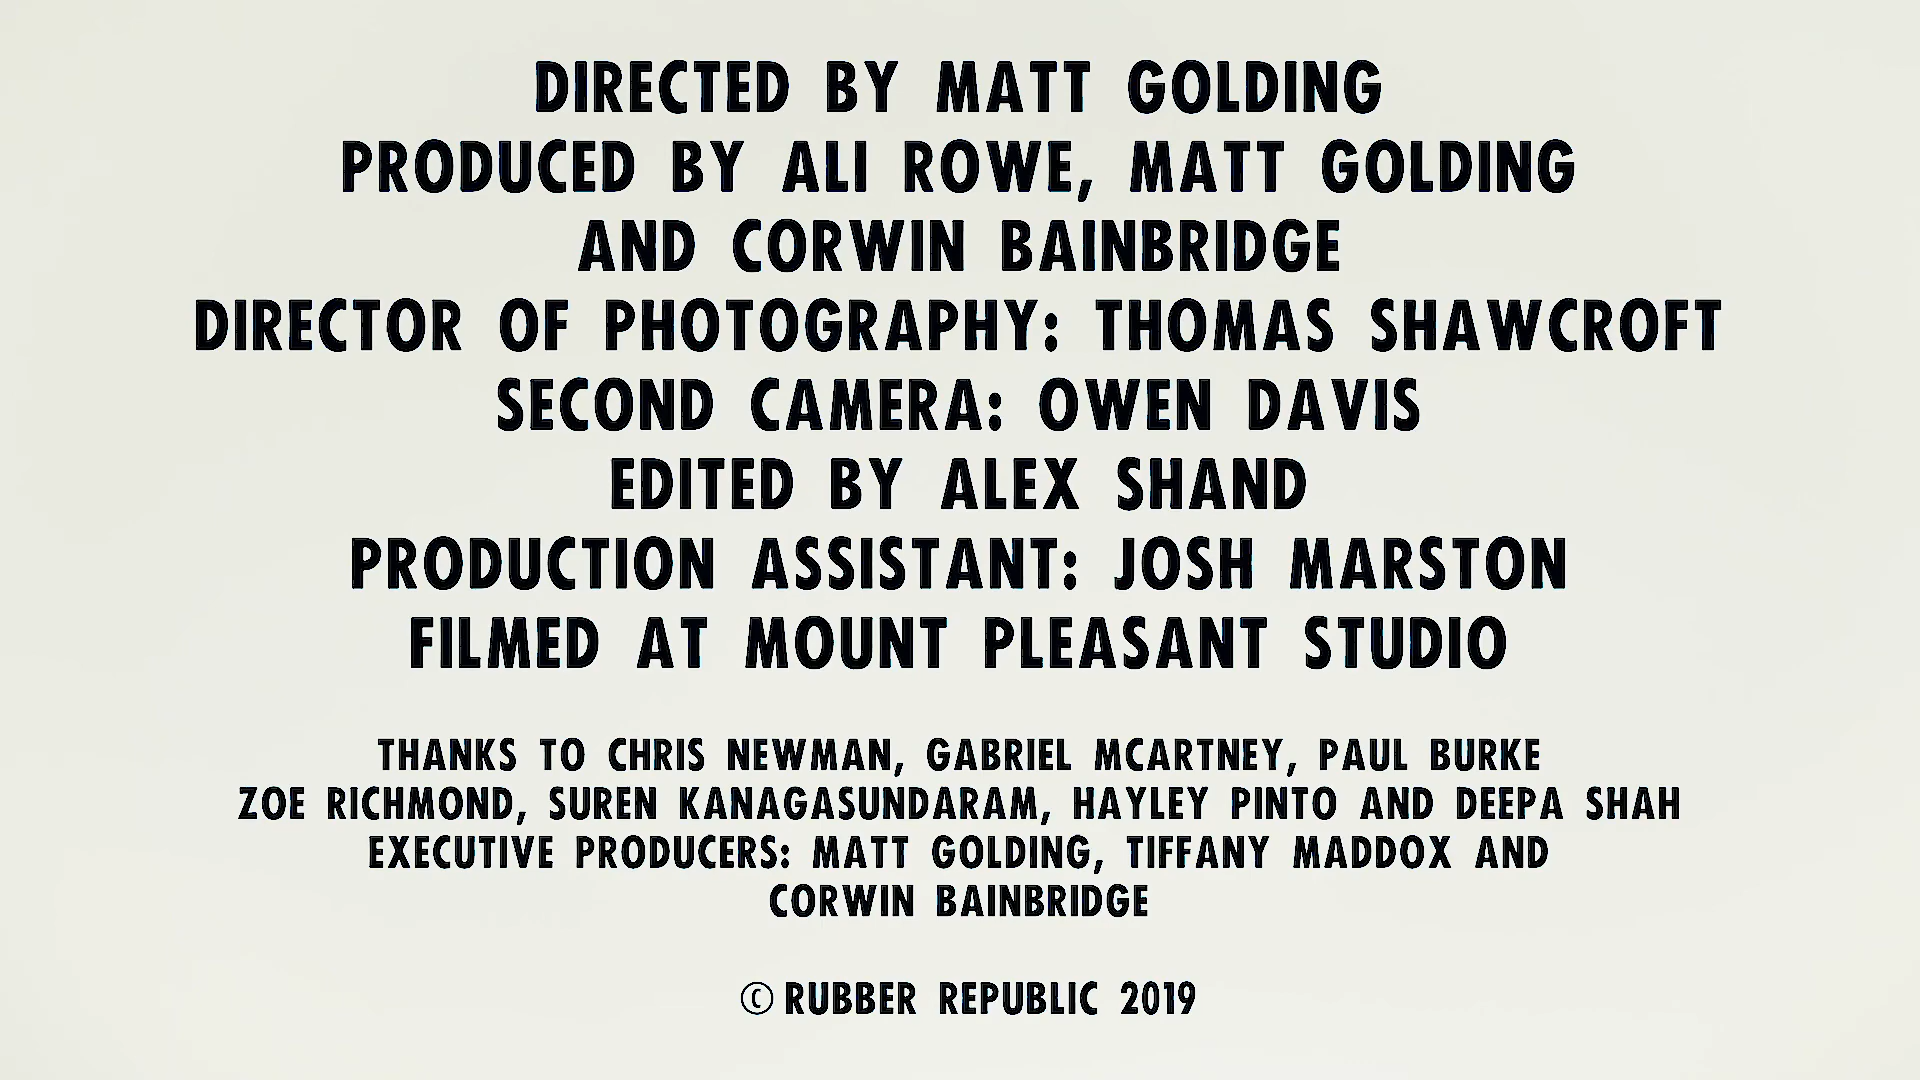 DIRECTED BY MATT GOLDING
PRODUCED BY ALI ROWE, MATT GOLDING
AND CORWIN BAINBRIDGE
DIRECTOR OF PHOTOGRAPHY: THOMAS SHAWCROFT
SECOND CAMERA: OWEN DAVIS
EDITED BY ALEX SHAND
PRODUCTION ASSISTANT: JOSH MARSTON
FILMED AT MOUNT PLEASANT STUDIO
THANKS TO CHRIS NEWMAN, GABRIEL MCARTNEY, PAUL BURKE
ZOE RICHMOND, SUREN KANAGASUNDARAM, HAYLEY PINTO AND DEEPA SHAH
EXECUTIVE PRODUCERS: MATT GOLDING, TIFFANY MADDOX AND
CORWIN BAINBRIDGE
© RUBBER REPUBLIC 2019